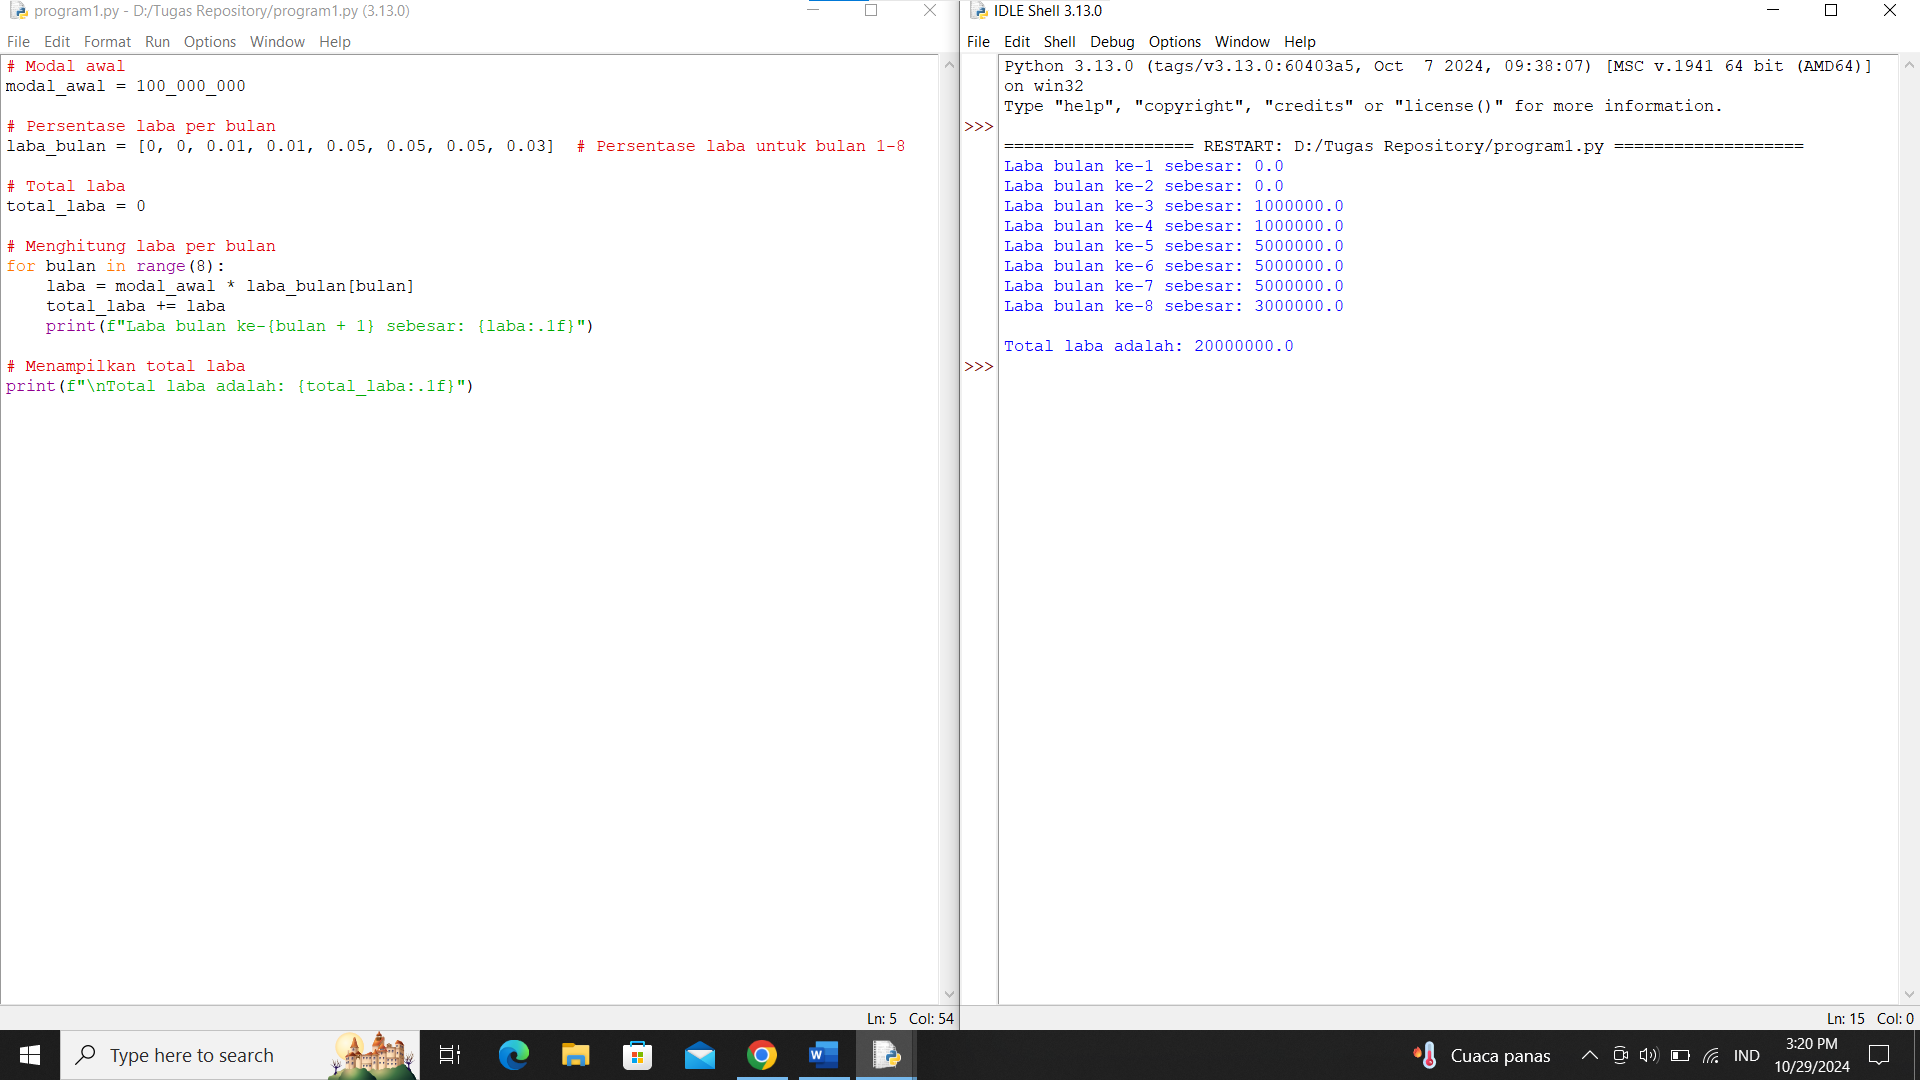 program1.py - D:/Tugas Repository/program1.py (3.13.0)
File Edit Format Run Options Window Help
# Modal awal
modal_awal = 100_000_000
# Persentase laba per bulan
laba_bulan = [0, 0, 0.01, 0.01, 0.05, 0.05, 0.05, 0.03]  # Persentase laba untuk bulan 1-8
# Total laba
total_laba = 0
# Menghitung laba per bulan
for bulan in range(8):
    laba = modal_awal * laba_bulan[bulan]
    total_laba += laba
    print(f"Laba bulan ke-{bulan + 1} sebesar: {laba:.1f}")
# Menampilkan total laba
print(f"\nTotal laba adalah: {total_laba:.1f}")
Ln: 5 Col: 54
IDLE Shell 3.13.0
File Edit Shell Debug Options Window Help
Python 3.13.0 (tags/v3.13.0:60403a5, Oct  7 2024, 09:38:07) [MSC v.1941 64 bit (AMD64)]
on win32
Type "help", "copyright", "credits" or "license()" for more information.
>>>
=================== RESTART: D:/Tugas Repository/program1.py ===================
Laba bulan ke-1 sebesar: 0.0
Laba bulan ke-2 sebesar: 0.0
Laba bulan ke-3 sebesar: 1000000.0
Laba bulan ke-4 sebesar: 1000000.0
Laba bulan ke-5 sebesar: 5000000.0
Laba bulan ke-6 sebesar: 5000000.0
Laba bulan ke-7 sebesar: 5000000.0
Laba bulan ke-8 sebesar: 3000000.0
Total laba adalah: 20000000.0
>>>
Ln: 15 Col: 0
Type here to search
W
Cuaca panas
IND
3:20 PM
10/29/2024